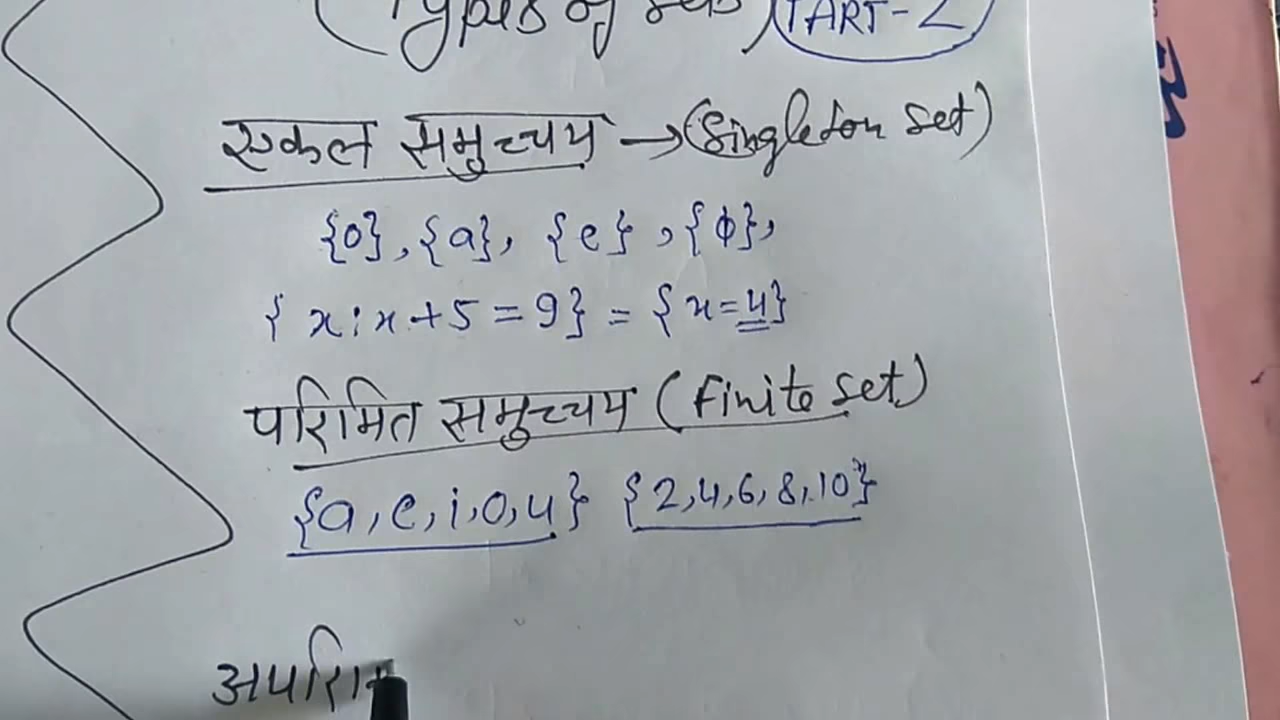 (Types of Sets) PART-2
एकल समुच्चय → (Singleton set)
{0}, {a}, {e}, {ϕ},
{ x : x + 5 = 9} = {x = 4}
परिमित समुच्चय (Finite set)
{a, e, i, o, u} {2, 4, 6, 8, 10}
अपरिम